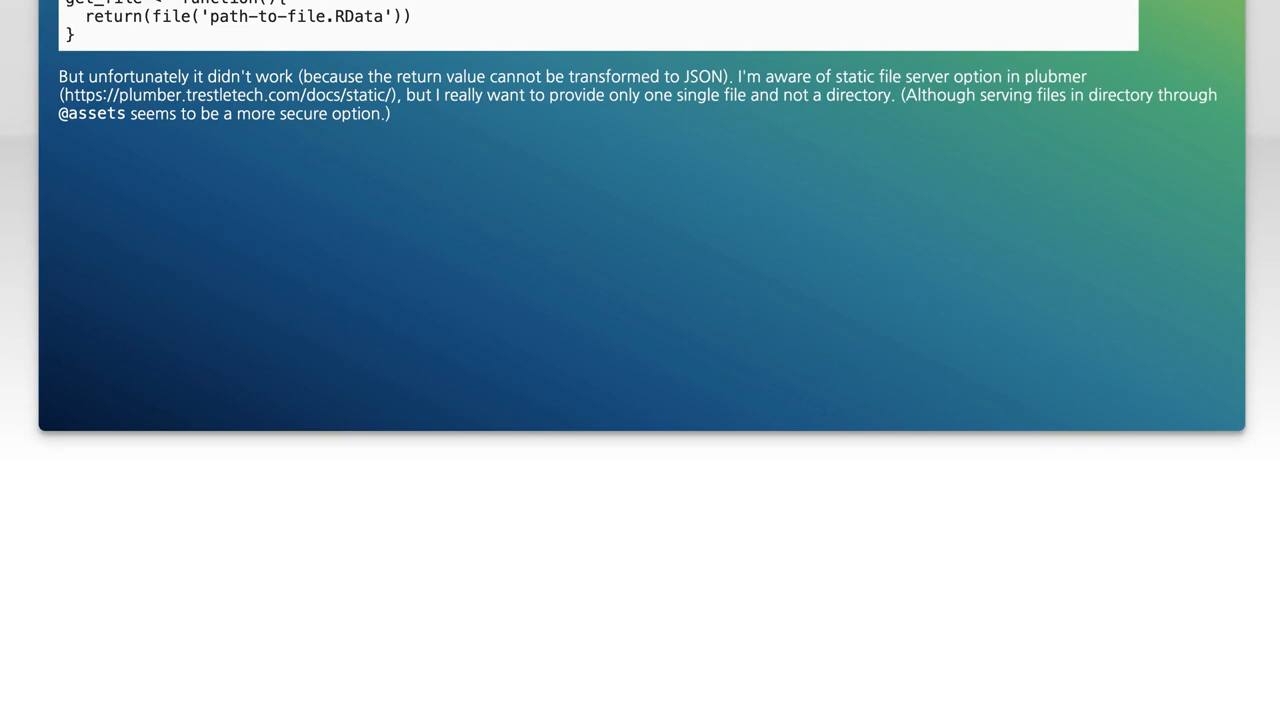 get_file <- function(){
  return(file('path-to-file.RData'))
}
But unfortunately it didn't work (because the return value cannot be transformed to JSON). I'm aware of static file server option in plubmer
(https://plumber.trestletech.com/docs/static/), but I really want to provide only one single file and not a directory. (Although serving files in directory through
@assets seems to be a more secure option.)